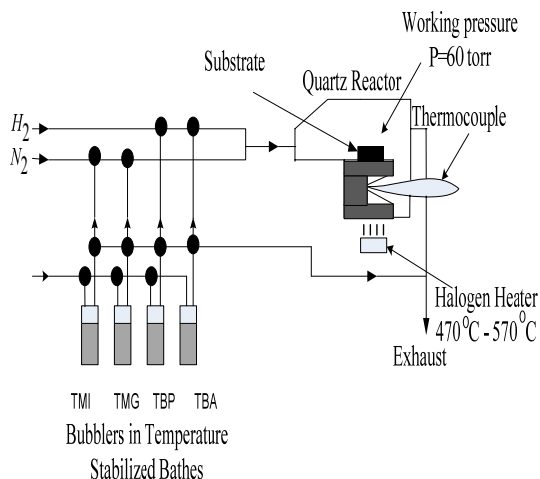 Working pressure
P=60 torr
Substrate
Quartz Reactor
Thermocouple
H2
N2
Halogen Heater
470°C - 570°C
Exhaust
TMI TMG TBP TBA
Bubblers in Temperature
Stabilized Bathes